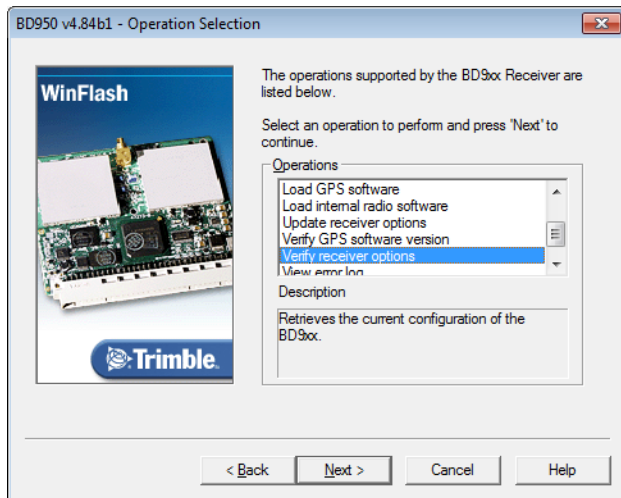 BD950 v4.84b1 - Operation Selection
WinFlash
Trimble.
The operations supported by the BD9xx Receiver are
listed below.
Select an operation to perform and press 'Next' to
continue.
Operations
Load GPS software
Load internal radio software
Update receiver options
Verify GPS software version
Verify receiver options
View error log
Description
Retrieves the current configuration of the
BD9xx.
< Back
Next >
Cancel
Help